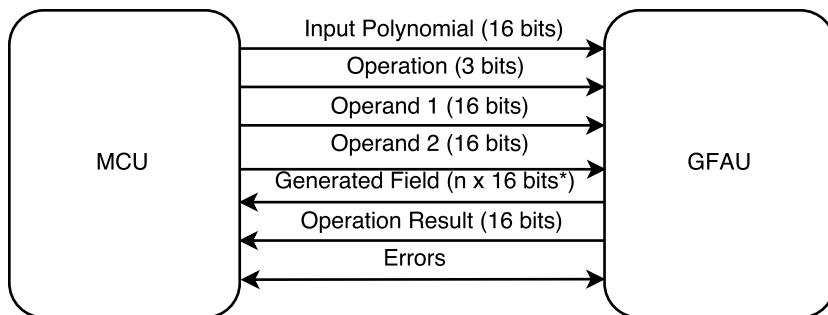 Input Polynomial (16 bits)
Operation (3 bits)
Operand 1 (16 bits)
Operand 2 (16 bits)
MCU
GFAU
Generated Field (n x 16 bits*)
Operation Result (16 bits)
Errors